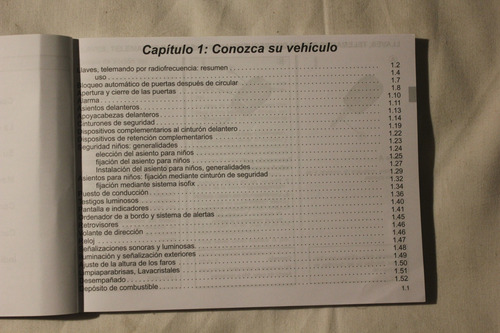 Capítulo 1: Conozca su vehículo
laves, telemando por radiofrecuencia: resumen 1.2
uso 1.4
loqueo automático de puertas después de circular 1.7
pertura y cierre de las puertas 1.8
larma 1.10
sientos delanteros 1.11
poyacabezas delanteros 1.13
inturones de seguridad 1.14
ispositivos complementarios al cinturón delantero 1.19
ispositivos de retención complementarios 1.22
eguridad niños: generalidades 1.23
elección del asiento para niños 1.24
fijación del asiento para niños 1.25
Instalación del asiento para niños, generalidades 1.27
sientos para niños: fijación mediante cinturón de seguridad 1.29
fijación mediante sistema isofix 1.32
uesto de conducción 1.34
estigos luminosos 1.36
antalla e indicadores 1.40
rdenador de a bordo y sistema de alertas 1.41
etrovisores 1.45
olante de dirección 1.46
eloj 1.46
eñalizaciones sonoras y luminosas 1.47
uminación y señalización exteriores 1.48
juste de la altura de los faros 1.49
mpiaparabrisas, Lavacristales 1.50
esempañado 1.51
epósito de combustible 1.52
1.1